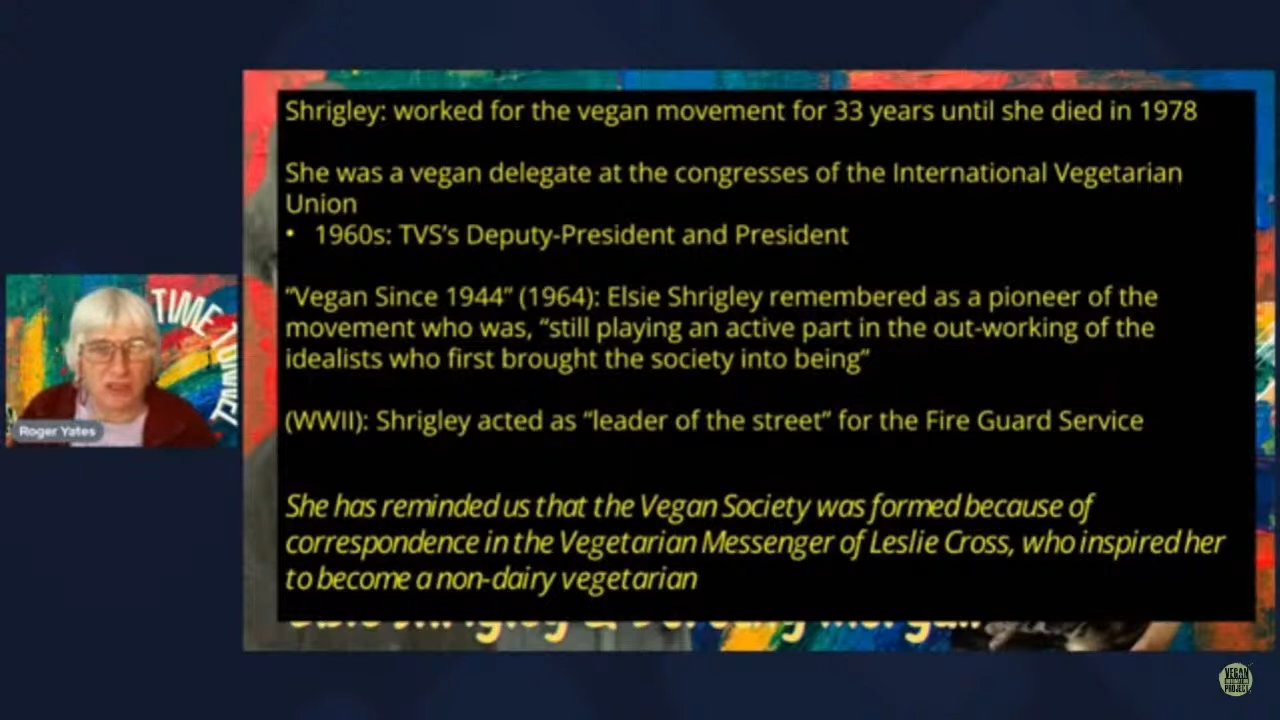 Shrigley: worked for the vegan movement for 33 years until she died in 1978
She was a vegan delegate at the congresses of the International Vegetarian
Union
• 1960s: TVS's Deputy-President and President
“Vegan Since 1944” (1964): Elsie Shrigley remembered as a pioneer of the
movement who was, “still playing an active part in the out-working of the
idealists who first brought the society into being”
(WWII): Shrigley acted as “leader of the street” for the Fire Guard Service
She has reminded us that the Vegan Society was formed because of
correspondence in the Vegetarian Messenger of Leslie Cross, who inspired her
to become a non-dairy vegetarian
TIME TUNNEL
Roger Yates
VEGAN
INFORMATION
PROJECT